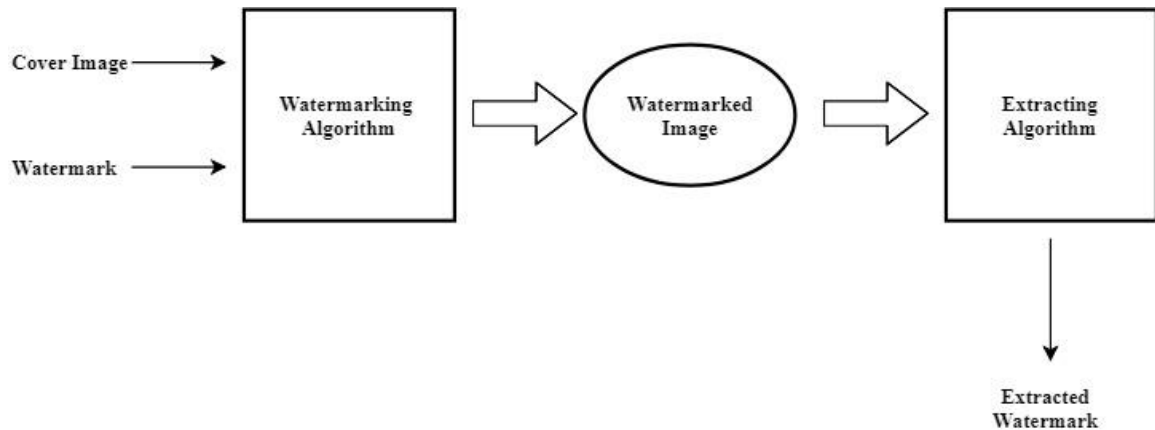 Cover Image
Watermark
Watermarking
Algorithm
Watermarked
Image
Extracting
Algorithm
Extracted
Watermark